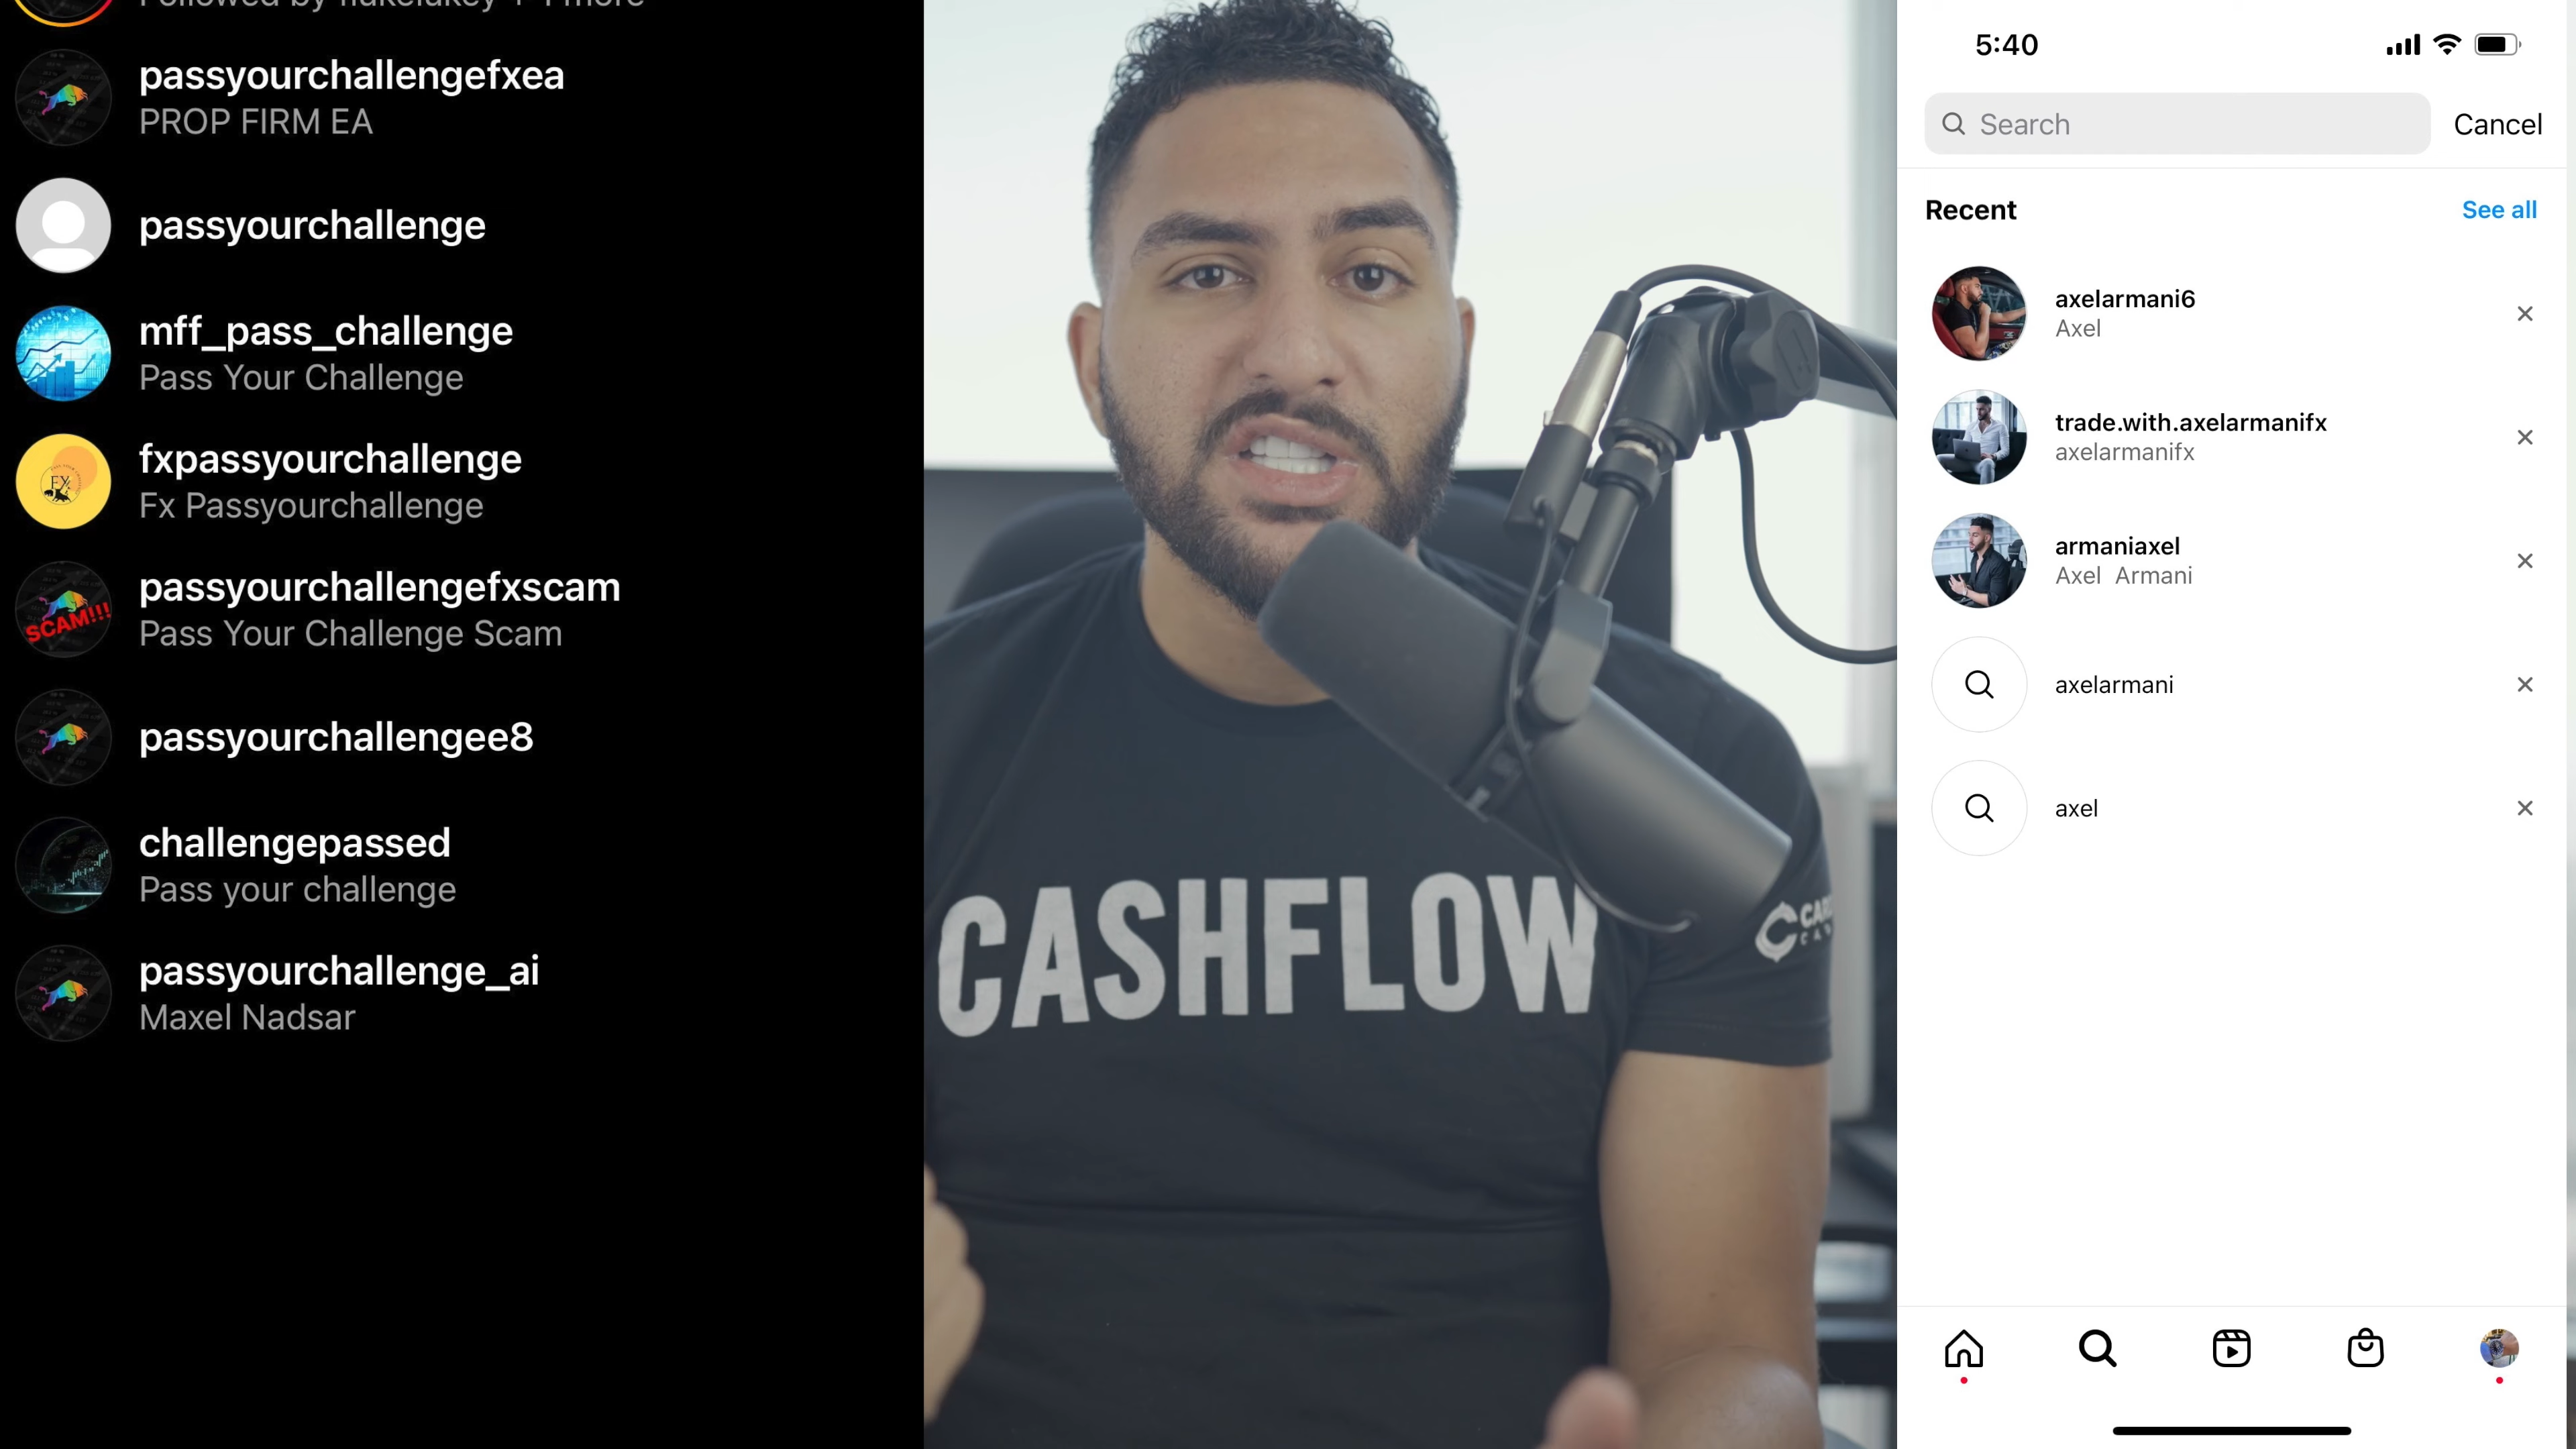 passyourchallengefxea
PROP FIRM EA
passyourchallenge
mff_pass_challenge
Pass Your Challenge
fxpassyourchallenge
Fx Passyourchallenge
SCAM!!!
passyourchallengefxscam
Pass Your Challenge Scam
passyourchallengee8
challengepassed
Pass your challenge
passyourchallenge_ai
Maxel Nadsar
CASHFLOW
5:40
Search
Cancel
Recent
See all
axelarmani6
Axel
trade.with.axelarmanifx
axelarmanifx
armaniaxel
Axel Armani
axelarmani
axel